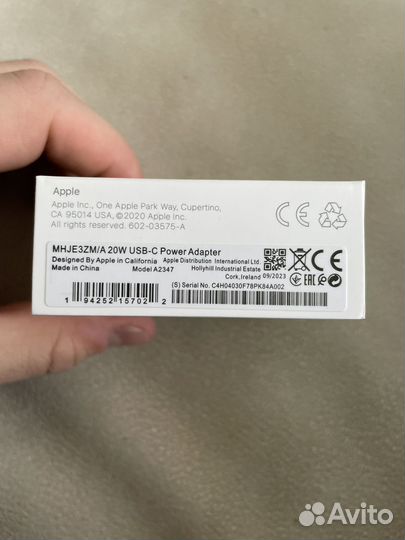 Apple
Apple Inc., One Apple Park Way, Cupertino,
CA 95014 USA, ©2020 Apple Inc.
All rights reserved. 602-03575-A
CE
MHJE3ZM/A 20W USB-C Power Adapter
Designed By Apple in California Apple Distribution International Ltd.
Made in China Model A2347 Hollyhill Industrial Estate
Cork, Ireland 09/2023
1 94252 15702 2
(S) Serial No. C4H04030F78PK84A002
EAC
Avito